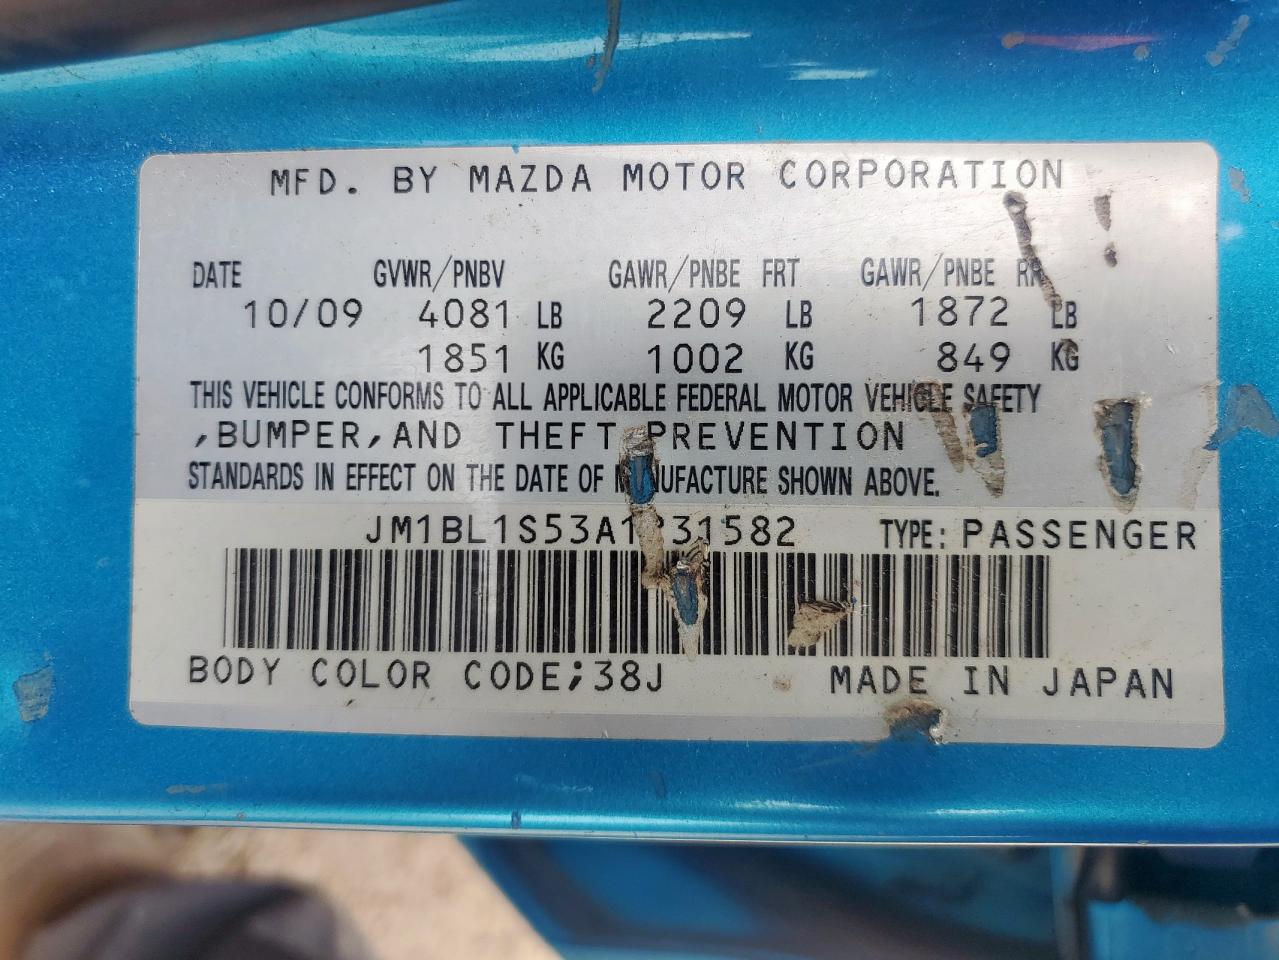 MFD. BY MAZDA MOTOR CORPORATION
DATE GVWR/PNBV GAWR/PNBE FRT GAWR/PNBE RR
10/09 4081 LB 2209 LB 1872 LB
1851 KG 1002 KG 849 KG
THIS VEHICLE CONFORMS TO ALL APPLICABLE FEDERAL MOTOR VEHICLE SAFETY
,BUMPER,AND THEFT PREVENTION
STANDARDS IN EFFECT ON THE DATE OF MANUFACTURE SHOWN ABOVE.
JM1BL1S53A1231582 TYPE: PASSENGER
BODY COLOR CODE;38J MADE IN JAPAN